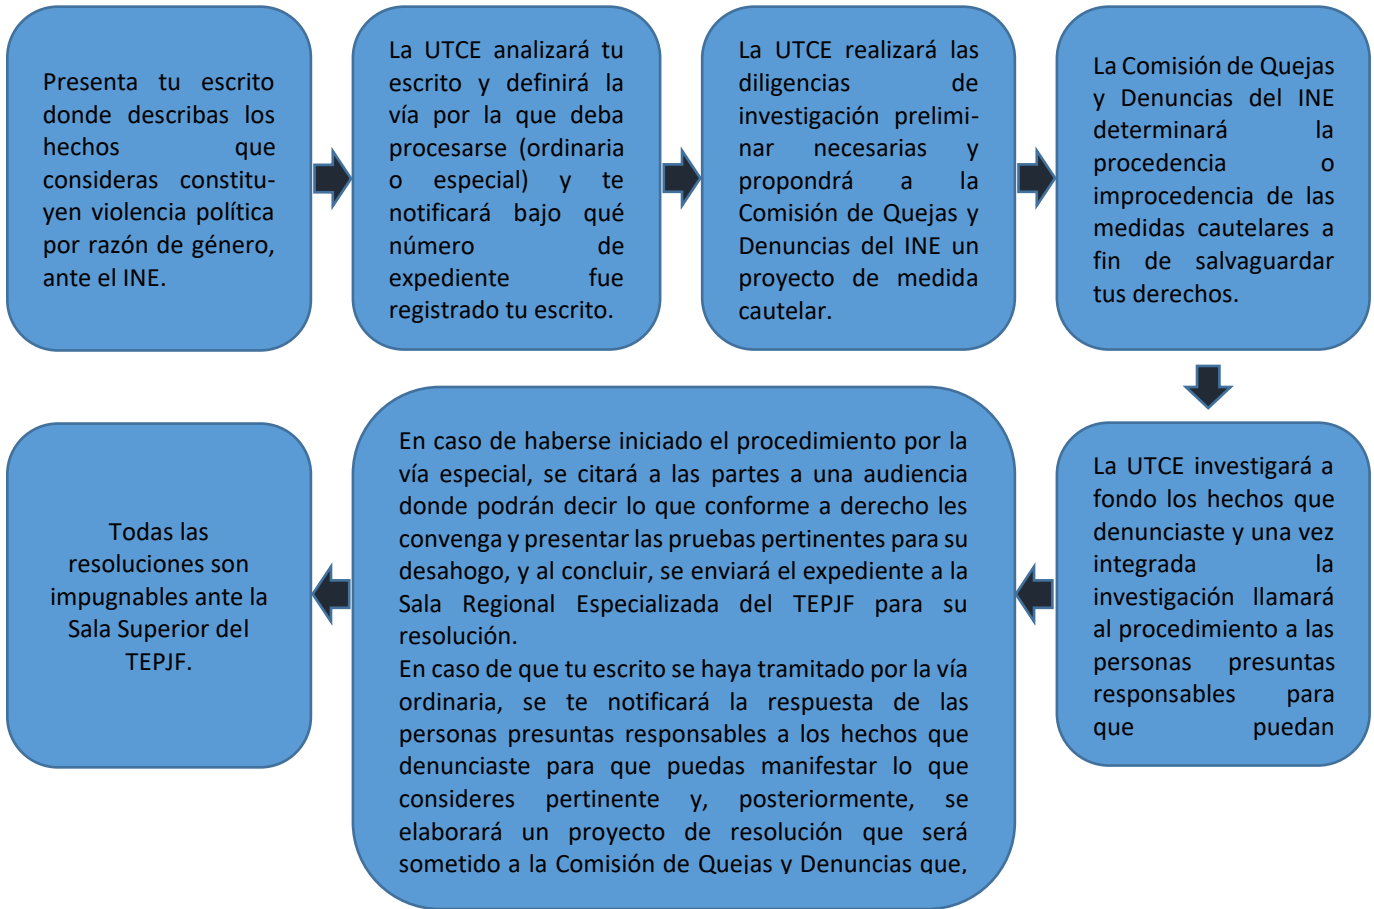 Presenta tu escrito
donde describas los
hechos que
consideras constitu-
yen violencia política
por razón de género,
ante el INE.
La UTCE analizará tu
escrito y definirá la
vía por la que deba
procesarse (ordinaria
o especial) y te
notificará bajo qué
número de
expediente fue
registrado tu escrito.
La UTCE realizará las
diligencias de
investigación prelimi-
nar necesarias y
propondrá a la
Comisión de Quejas y
Denuncias del INE un
proyecto de medida
cautelar.
La Comisión de Quejas
y Denuncias del INE
determinará la
procedencia o
improcedencia de las
medidas cautelares a
fin de salvaguardar
tus derechos.
La UTCE investigará a
fondo los hechos que
denunciaste y una vez
integrada la
investigación llamará
al procedimiento a las
personas presuntas
responsables para
que puedan
En caso de haberse iniciado el procedimiento por la
vía especial, se citará a las partes a una audiencia
donde podrán decir lo que conforme a derecho les
convenga y presentar las pruebas pertinentes para su
desahogo, y al concluir, se enviará el expediente a la
Sala Regional Especializada del TEPJF para su
resolución.
En caso de que tu escrito se haya tramitado por la vía
ordinaria, se te notificará la respuesta de las
personas presuntas responsables a los hechos que
denunciaste para que puedas manifestar lo que
consideres pertinente y, posteriormente, se
elaborará un proyecto de resolución que será
sometido a la Comisión de Quejas y Denuncias que,
Todas las
resoluciones son
impugnables ante la
Sala Superior del
TEPJF.